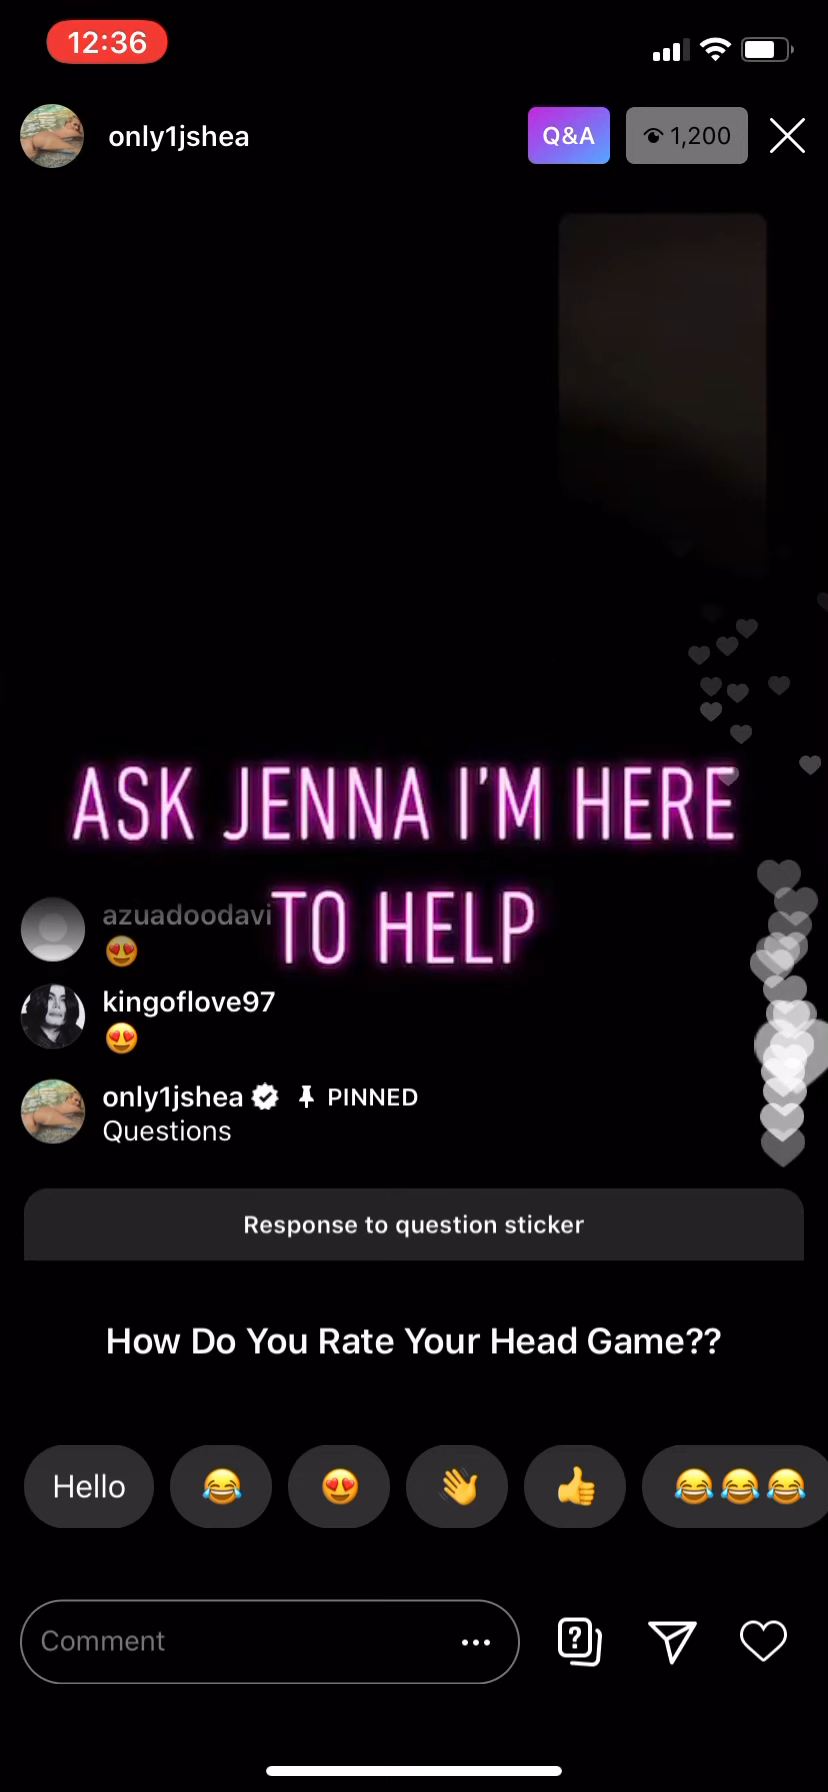 12:36
only1jshea
Q&A
1,200
ASK JENNA I'M HERE
TO HELP
azuadoodavi
kingoflove97
only1jshea PINNED
Questions
Response to question sticker
How Do You Rate Your Head Game??
Hello
Comment